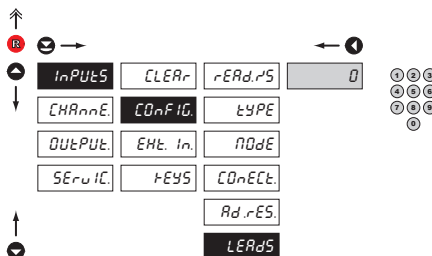 R
InPUtS CLEAr rEAd./S 0
CHAnnE. COnFIG. tYPE
OUtPUt. EHt. In. MOdE
SErvIC. KEYS COnECt.
Ad.rES.
LEAdS
1 2 3
4 5 6
7 8 9
0